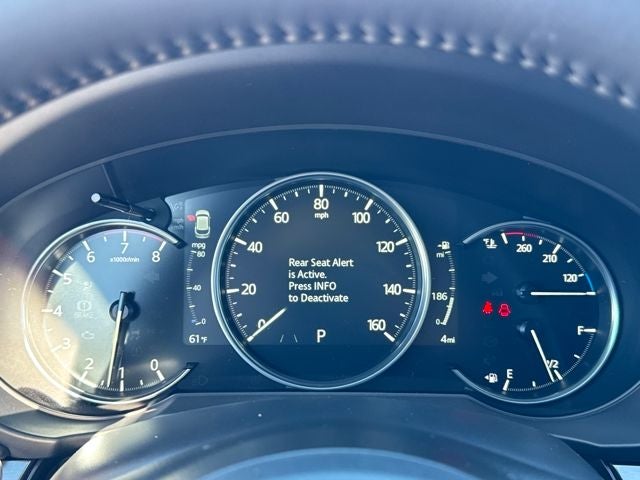 8
7
6
x1000r/min
5
4
BRAKE
3
2
1
0
mpg
80
40
0
61°F
80
mph
60
100
40
120
20
140
0
160
Rear Seat Alert
is Active.
Press INFO
to Deactivate
P
mi
186
0
4mi
260
210
120
F
1/2
E